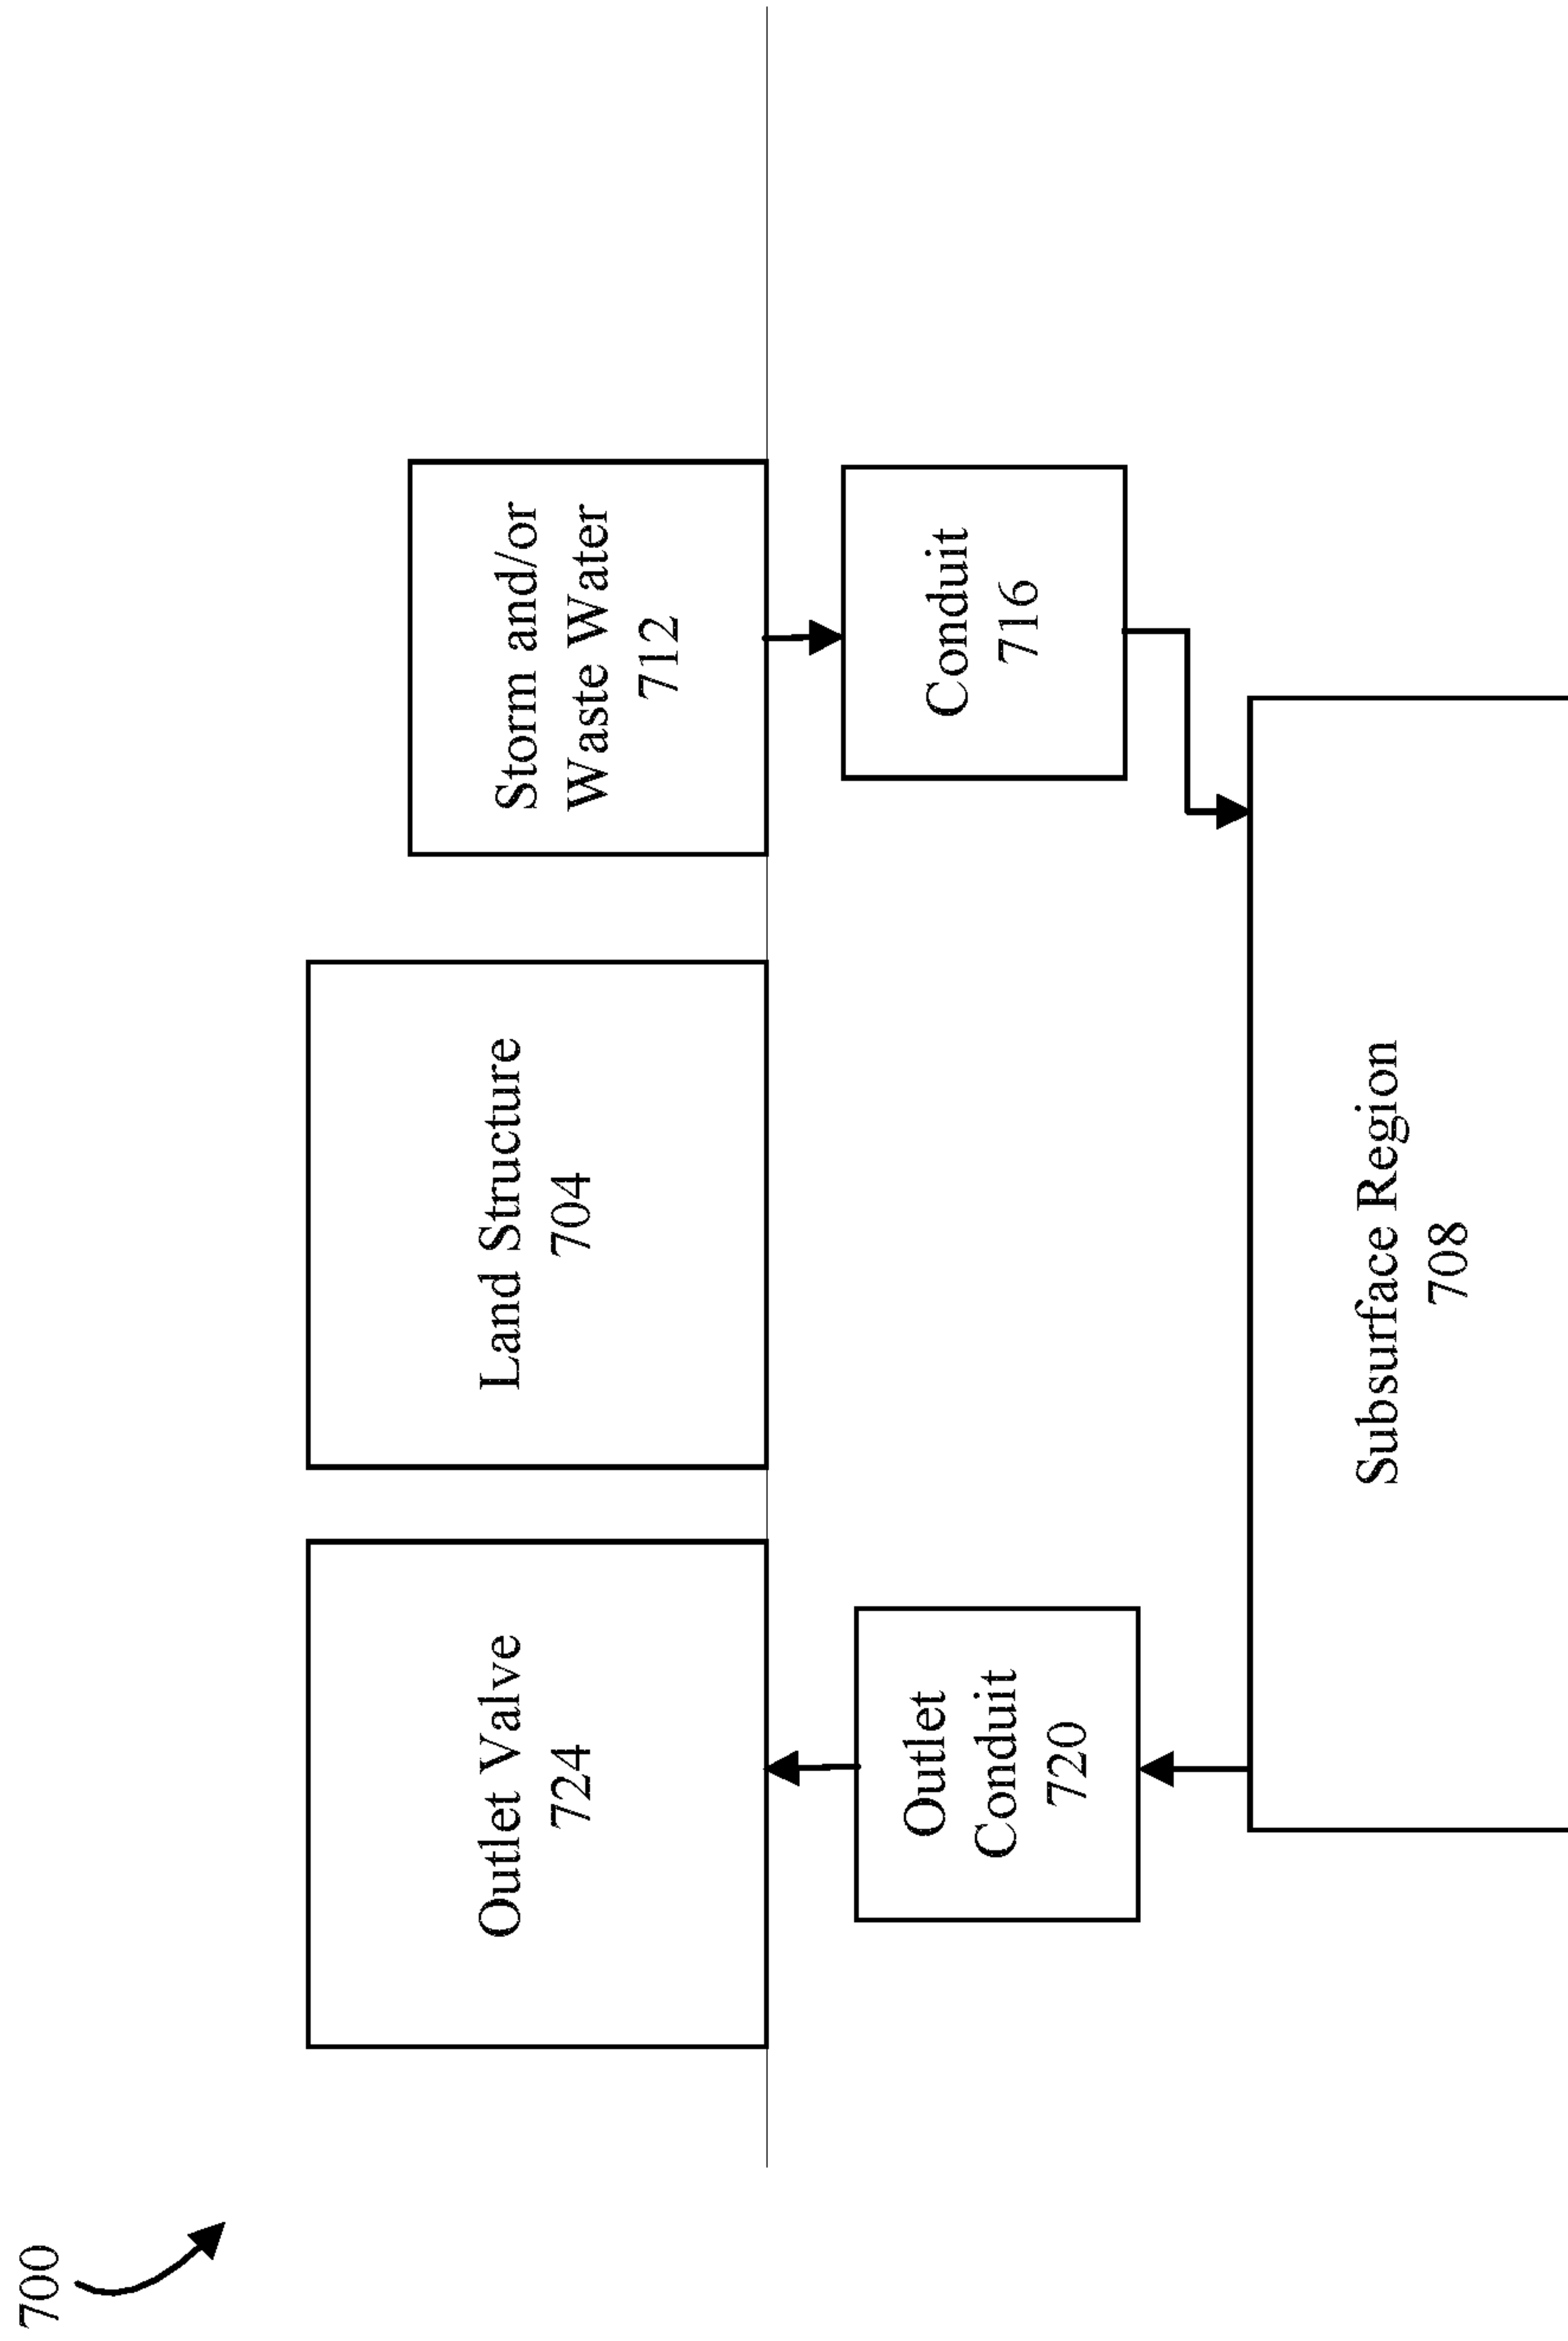 700
Outlet Valve
724
Land Structure
704
Storm and/or
Waste Water
712
Outlet
Conduit
720
Conduit
716
Subsurface Region
708